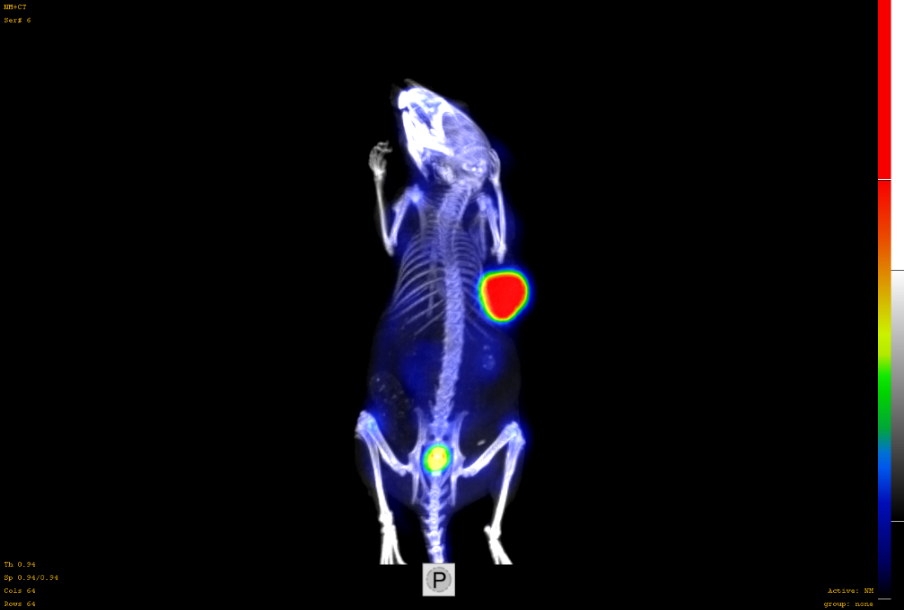 NM+CT
Ser# 6
Th 0.94
Sp 0.94/0.94
Cols 64
Rows 64
P
Active: NM
group: none